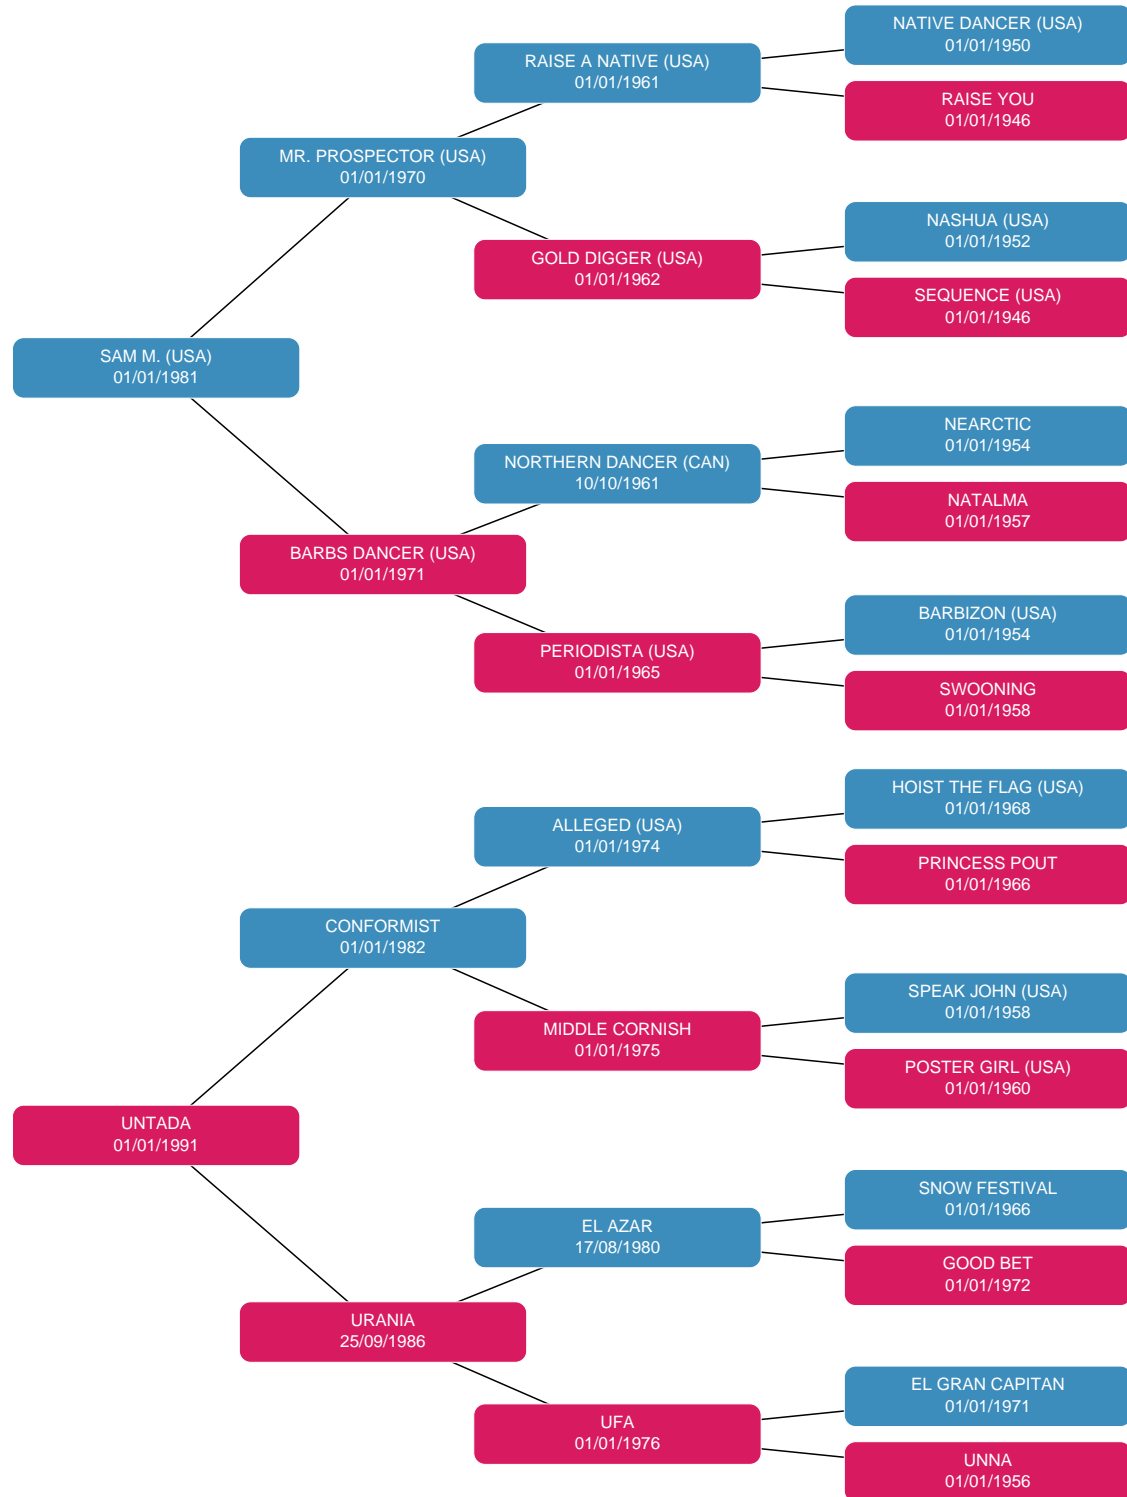 NATIVE DANCER (USA)
01/01/1950
RAISE A NATIVE (USA)
01/01/1961
RAISE YOU
01/01/1946
MR. PROSPECTOR (USA)
01/01/1970
NASHUA (USA)
01/01/1952
GOLD DIGGER (USA)
01/01/1962
SEQUENCE (USA)
01/01/1946
SAM M. (USA)
01/01/1981
NEARCTIC
01/01/1954
NORTHERN DANCER (CAN)
10/10/1961
NATALMA
01/01/1957
BARBS DANCER (USA)
01/01/1971
BARBIZON (USA)
01/01/1954
PERIODISTA (USA)
01/01/1965
SWOONING
01/01/1958
HOIST THE FLAG (USA)
01/01/1968
ALLEGED (USA)
01/01/1974
PRINCESS POUT
01/01/1966
CONFORMIST
01/01/1982
SPEAK JOHN (USA)
01/01/1958
MIDDLE CORNISH
01/01/1975
POSTER GIRL (USA)
01/01/1960
UNTADA
01/01/1991
SNOW FESTIVAL
01/01/1966
EL AZAR
17/08/1980
GOOD BET
01/01/1972
URANIA
25/09/1986
EL GRAN CAPITAN
01/01/1971
UFA
01/01/1976
UNNA
01/01/1956